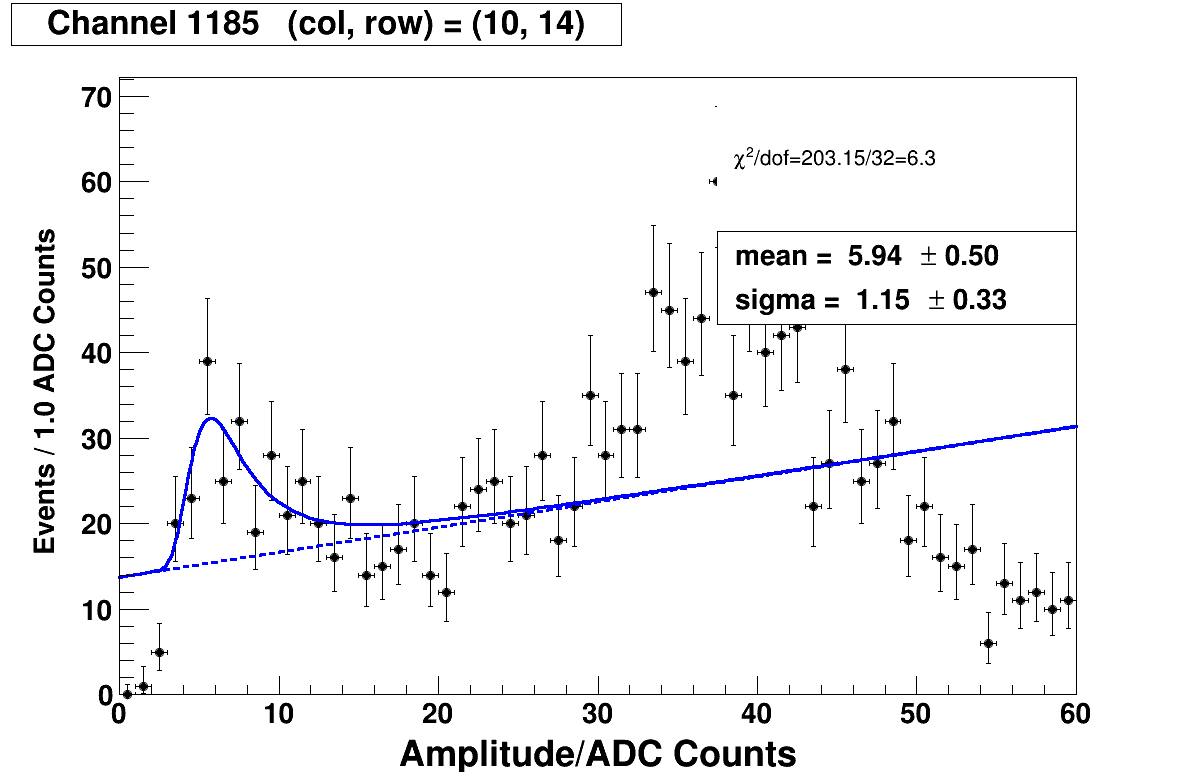 Channel 1185 (col, row) = (10, 14)
70
60
50
40
30
20
10
0
Events / 1.0 ADC Counts
χ²/dof=203.15/32=6.3
mean = 5.94 ± 0.50
sigma = 1.15 ± 0.33
0 10 20 30 40 50 60
Amplitude/ADC Counts